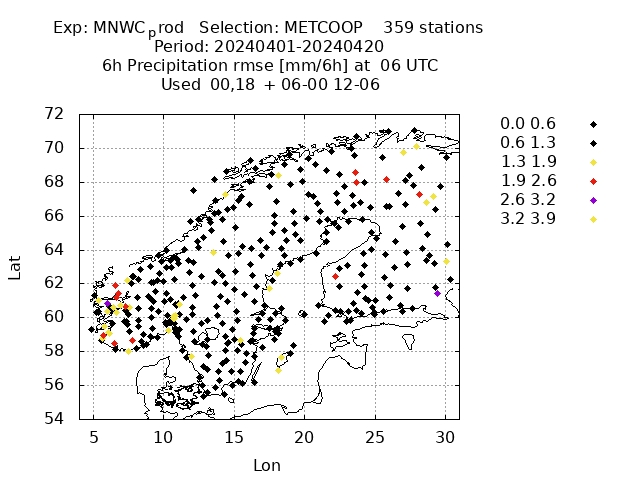 Exp: MNWCprod   Selection: METCOOP    359 stations
Period: 20240401-20240420
6h Precipitation rmse [mm/6h] at  06 UTC
Used  00,18  + 06-00 12-06
72
70
68
66
64
62
60
58
56
54
Lat
5 10 15 20 25 30
Lon
0.0 0.6
0.6 1.3
1.3 1.9
1.9 2.6
2.6 3.2
3.2 3.9